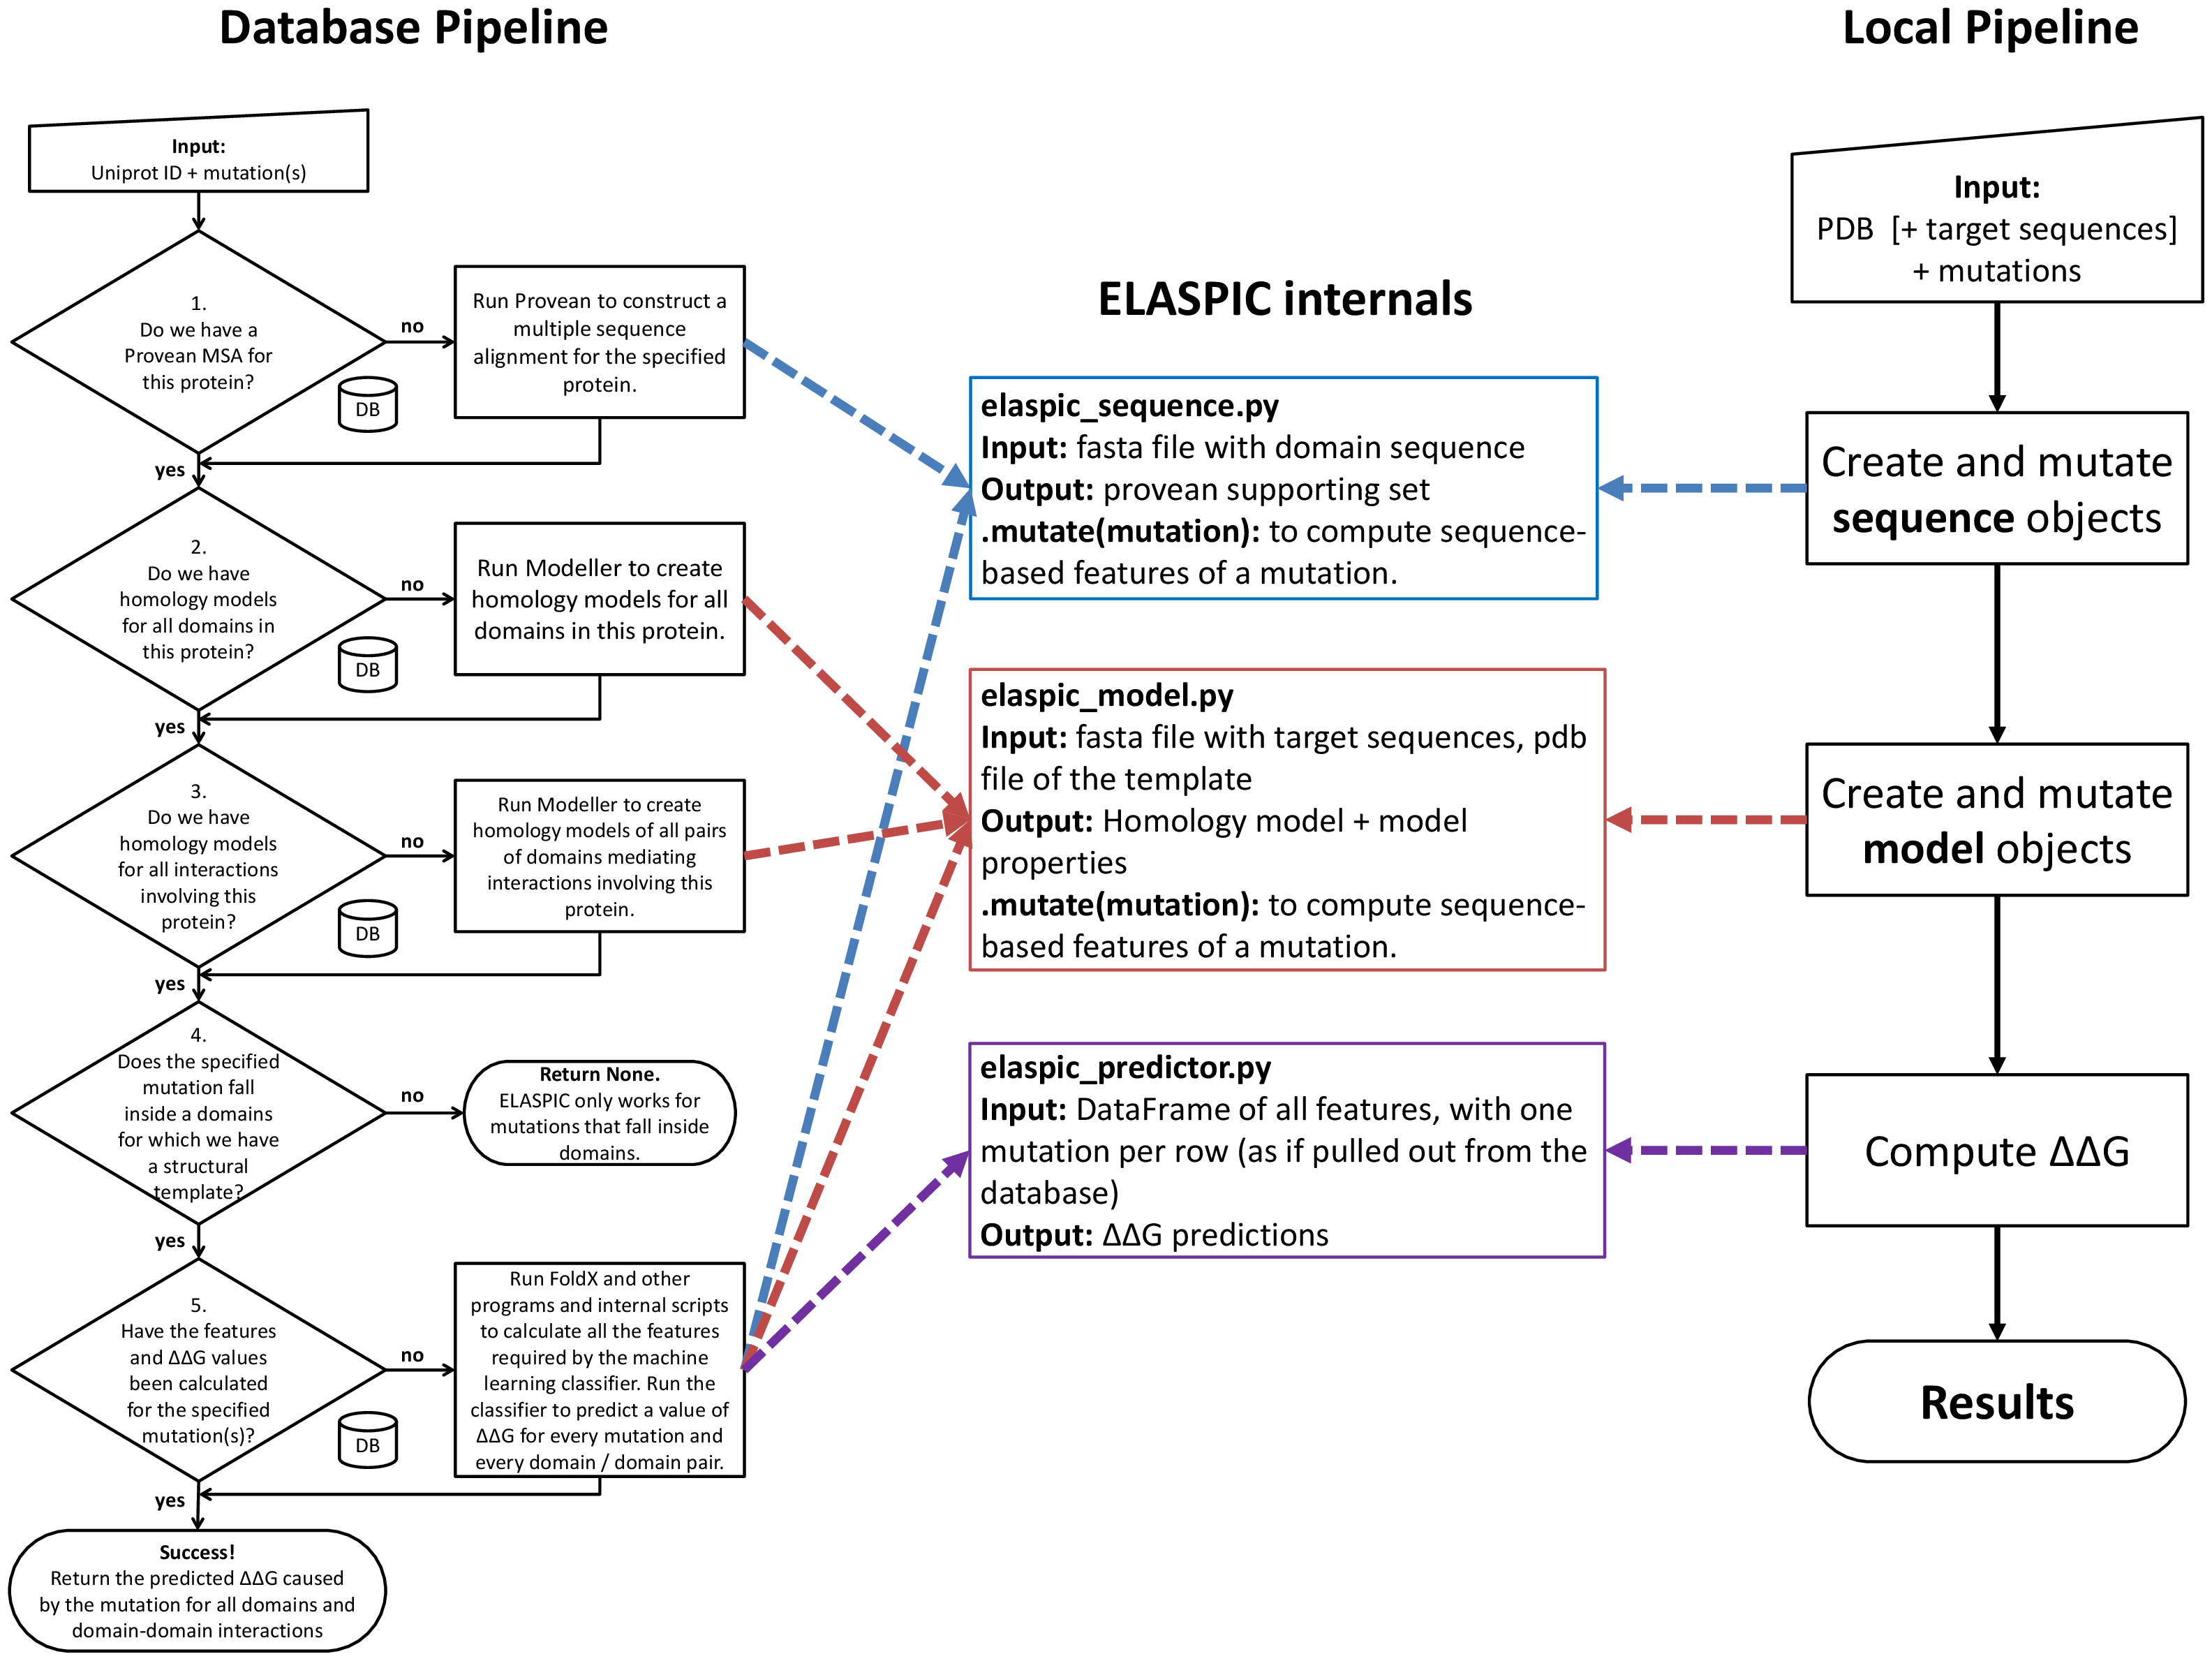 Database Pipeline
Input:
Uniprot ID + mutation(s)
1.
Do we have a
Provean MSA for
this protein?
DB
no
yes
Run Provean to construct a
multiple sequence
alignment for the specified
protein.
2.
Do we have
homology models
for all domains in
this protein?
DB
no
yes
Run Modeller to create
homology models for all
domains in this protein.
3.
Do we have
homology models
for all interactions
involving this
protein?
DB
no
yes
Run Modeller to create
homology models of all pairs
of domains mediating
interactions involving this
protein.
4.
Does the specified
mutation fall
inside a domains
for which we have
a structural
template?
no
yes
Return None.
ELASPIC only works for
mutations that fall inside
domains.
5.
Have the features
and ΔΔG values
been calculated
for the specified
mutation(s)?
DB
no
yes
Run FoldX and other
programs and internal scripts
to calculate all the features
required by the machine
learning classifier. Run the
classifier to predict a value of
ΔΔG for every mutation and
every domain / domain pair.
Success!
Return the predicted ΔΔG caused
by the mutation for all domains and
domain-domain interactions
ELASPIC internals
elaspic_sequence.py
Input: fasta file with domain sequence
Output: provean supporting set
.mutate(mutation): to compute sequence-
based features of a mutation.
elaspic_model.py
Input: fasta file with target sequences, pdb
file of the template
Output: Homology model + model
properties
.mutate(mutation): to compute sequence-
based features of a mutation.
elaspic_predictor.py
Input: DataFrame of all features, with one
mutation per row (as if pulled out from the
database)
Output: ΔΔG predictions
Local Pipeline
Input:
PDB [+ target sequences]
+ mutations
Create and mutate
sequence objects
Create and mutate
model objects
Compute ΔΔG
Results